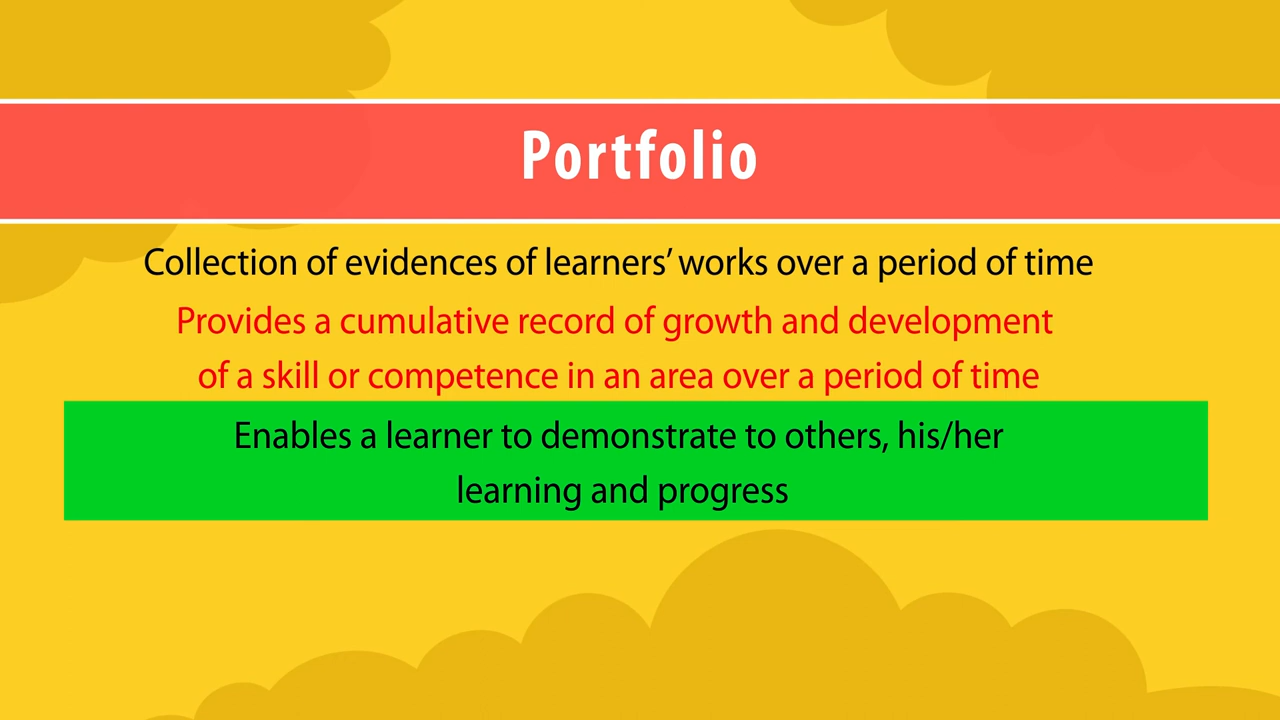 Portfolio
Collection of evidences of learners’ works over a period of time
Provides a cumulative record of growth and development
of a skill or competence in an area over a period of time
Enables a learner to demonstrate to others, his/her
learning and progress